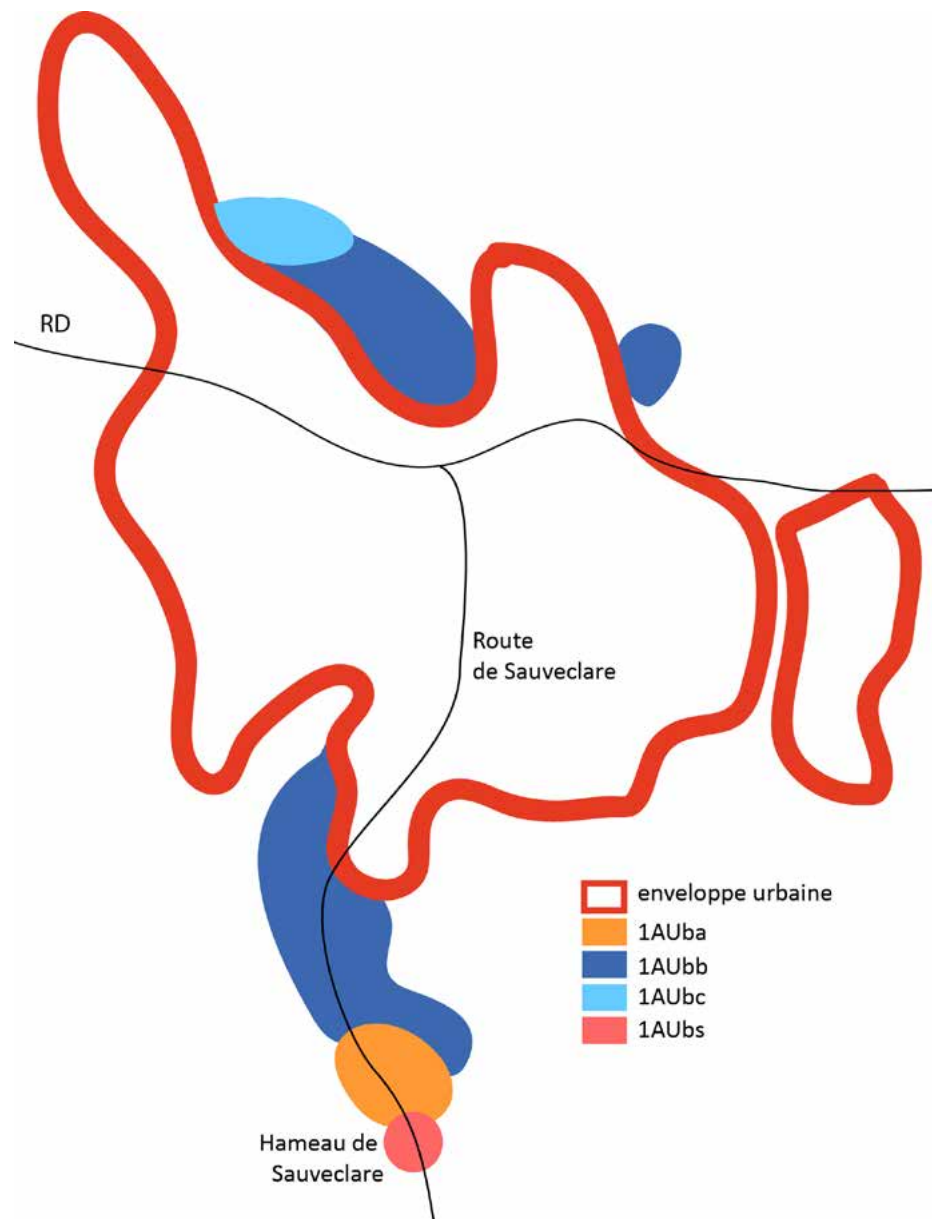 RD
Route
de Sauveclare
enveloppe urbaine
1AUba
1AUbb
1AUbc
1AUbs
Hameau de
Sauveclare